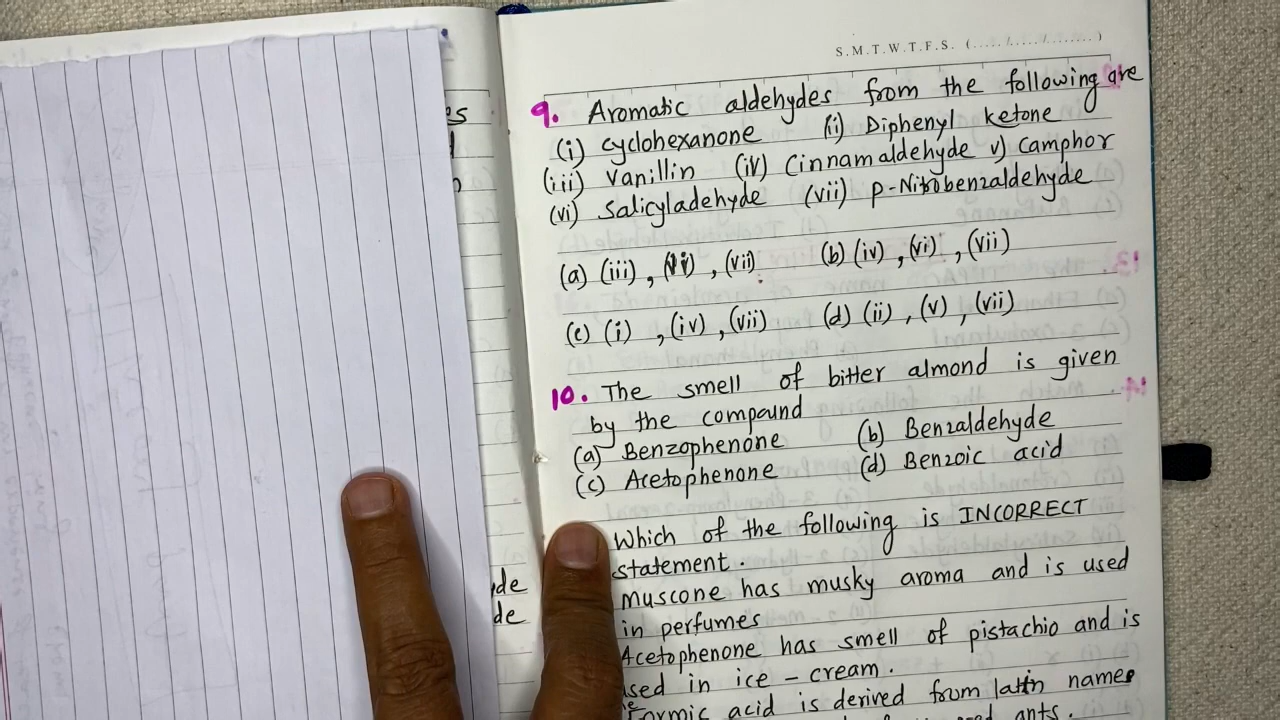 S.M.T.W.T.F.S. (...../...../........)
9. Aromatic aldehydes from the following are
(i) cyclohexanone (ii) Diphenyl ketone
(iii) Vanillin (iv) Cinnamaldehyde v) Camphor
(vi) Salicyladehyde (vii) p-Nitrobenzaldehyde
(a) (iii), (vi), (vii) (b) (iv), (vi), (vii)
(c) (i), (iv), (vii) (d) (ii), (v), (vii)
10. The smell of bitter almond is given
by the compound
(a) Benzophenone (b) Benzaldehyde
(c) Acetophenone (d) Benzoic acid
Which of the following is INCORRECT
statement.
muscone has musky aroma and is used
in perfumes
Acetophenone has smell of pistachio and is
used in ice-cream.
Formic acid is derived from latin name
ants.
es
de
de